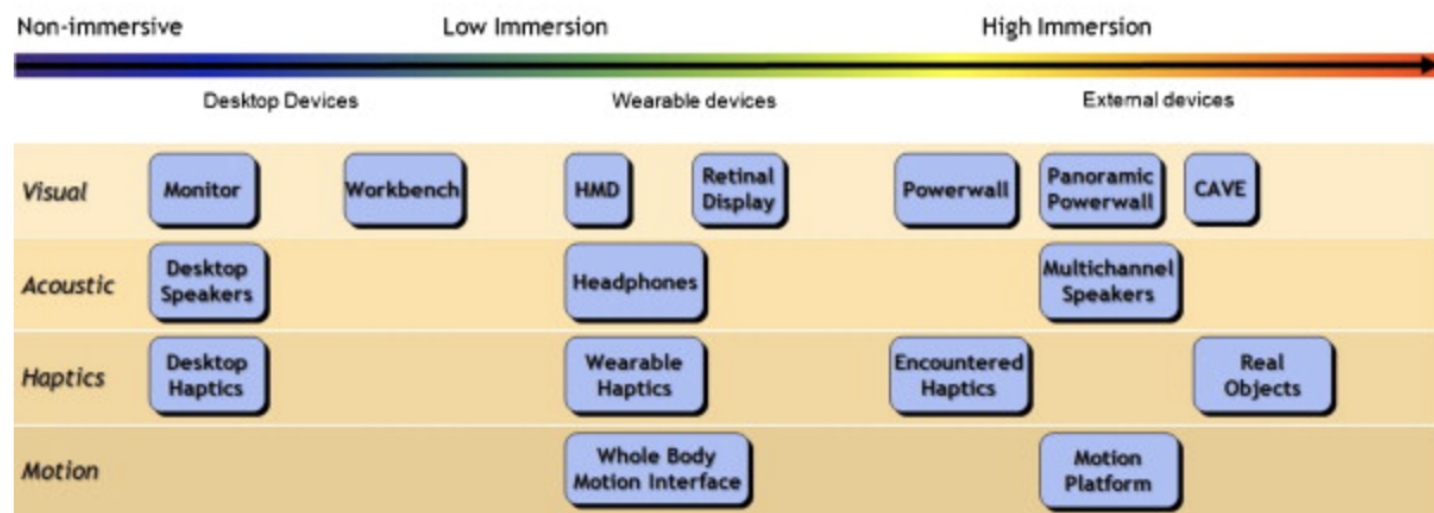 Non-immersive Low Immersion High Immersion
Desktop Devices Wearable devices External devices
Visual
Monitor
Workbench
HMD
Retinal
Display
Powerwall
Panoramic
Powerwall
CAVE
Acoustic
Desktop
Speakers
Headphones
Multichannel
Speakers
Haptics
Desktop
Haptics
Wearable
Haptics
Encountered
Haptics
Real
Objects
Motion
Whole Body
Motion Interface
Motion
Platform